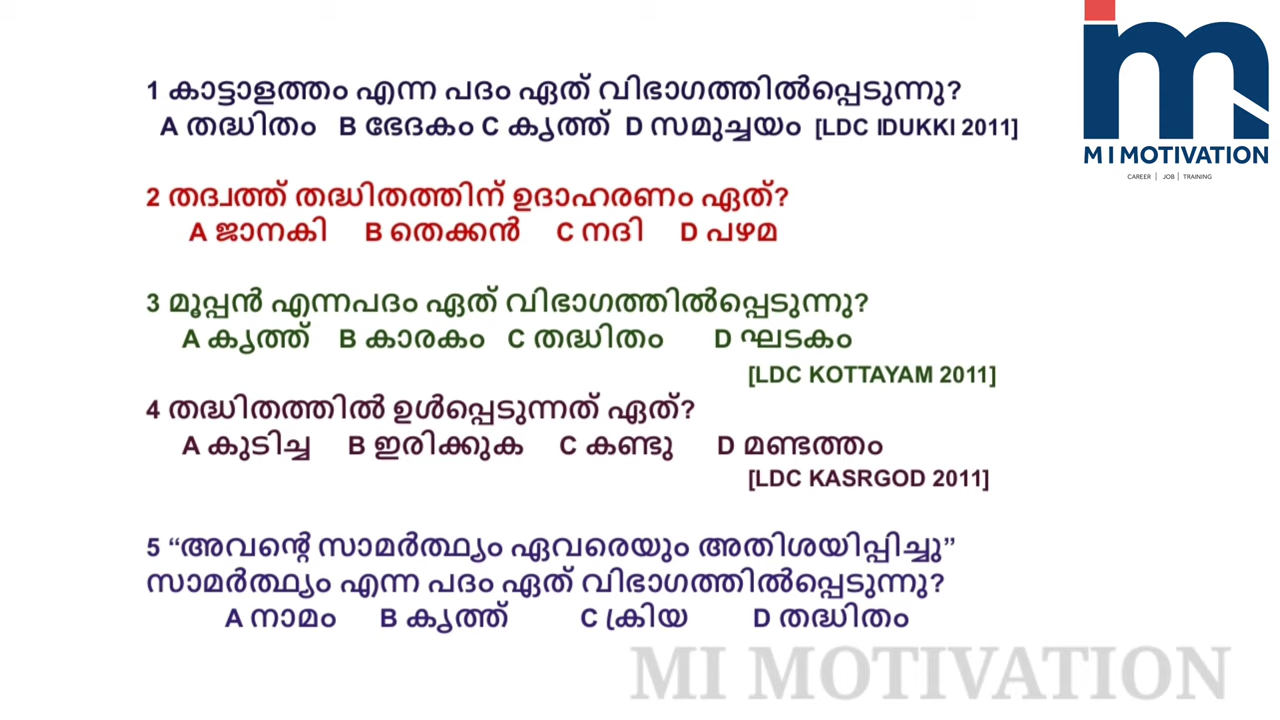 1 കാട്ടാളത്തം എന്ന പദം ഏത് വിഭാഗത്തിൽപ്പെടുന്നു?
A തദ്ധിതം B ഭേദകം C കൃത്ത് D സമുച്ചയം [LDC IDUKKI 2011]
im
M I MOTIVATION
CAREER | JOB | TRAINING
2 തദ്വത്ത് തദ്ധിതത്തിന് ഉദാഹരണം ഏത്?
A ജാനകി B തെക്കൻ C നദി D പഴമ
3 മൂപ്പൻ എന്നപദം ഏത് വിഭാഗത്തിൽപ്പെടുന്നു?
A കൃത്ത് B കാരകം C തദ്ധിതം D ഘടകം
[LDC KOTTAYAM 2011]
4 തദ്ധിതത്തിൽ ഉൾപ്പെടുന്നത് ഏത്?
A കുടിച്ച B ഇരിക്കുക C കണ്ടു D മണ്ടത്തം
[LDC KASRGOD 2011]
5 “അവന്റെ സാമർത്ഥ്യം ഏവരെയും അതിശയിപ്പിച്ചു”
സാമർത്ഥ്യം എന്ന പദം ഏത് വിഭാഗത്തിൽപ്പെടുന്നു?
A നാമം B കൃത്ത് C ക്രിയ D തദ്ധിതം
MI MOTIVATION